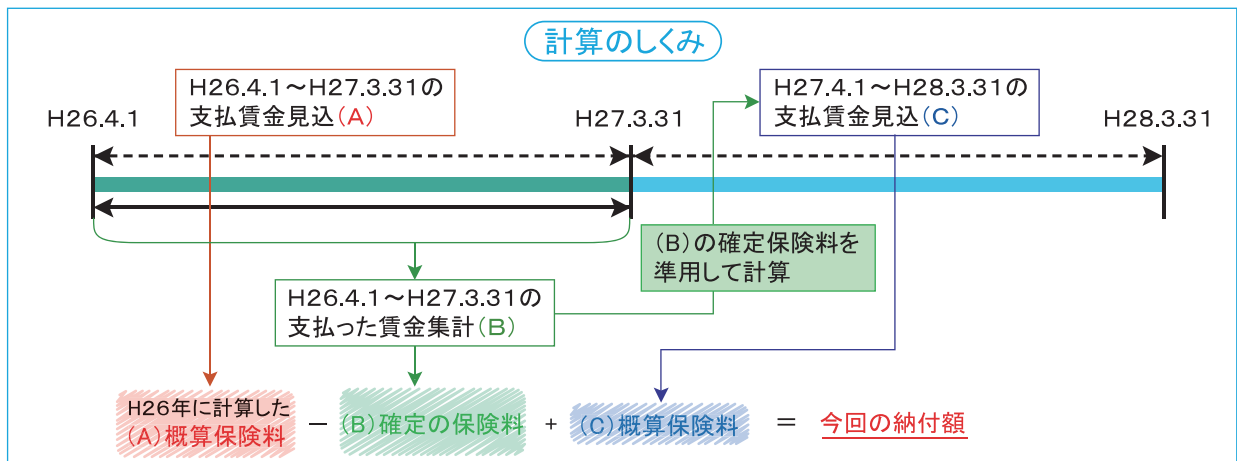 計算のしくみ
H26.4.1～H27.3.31の
支払賃金見込(A)
H27.4.1～H28.3.31の
支払賃金見込(C)
H26.4.1
H27.3.31
H28.3.31
(B)の確定保険料を
準用して計算
H26.4.1～H27.3.31の
支払った賃金集計(B)
H26年に計算した
(A)概算保険料
－
(B)確定の保険料
+
(C)概算保険料
=
今回の納付額